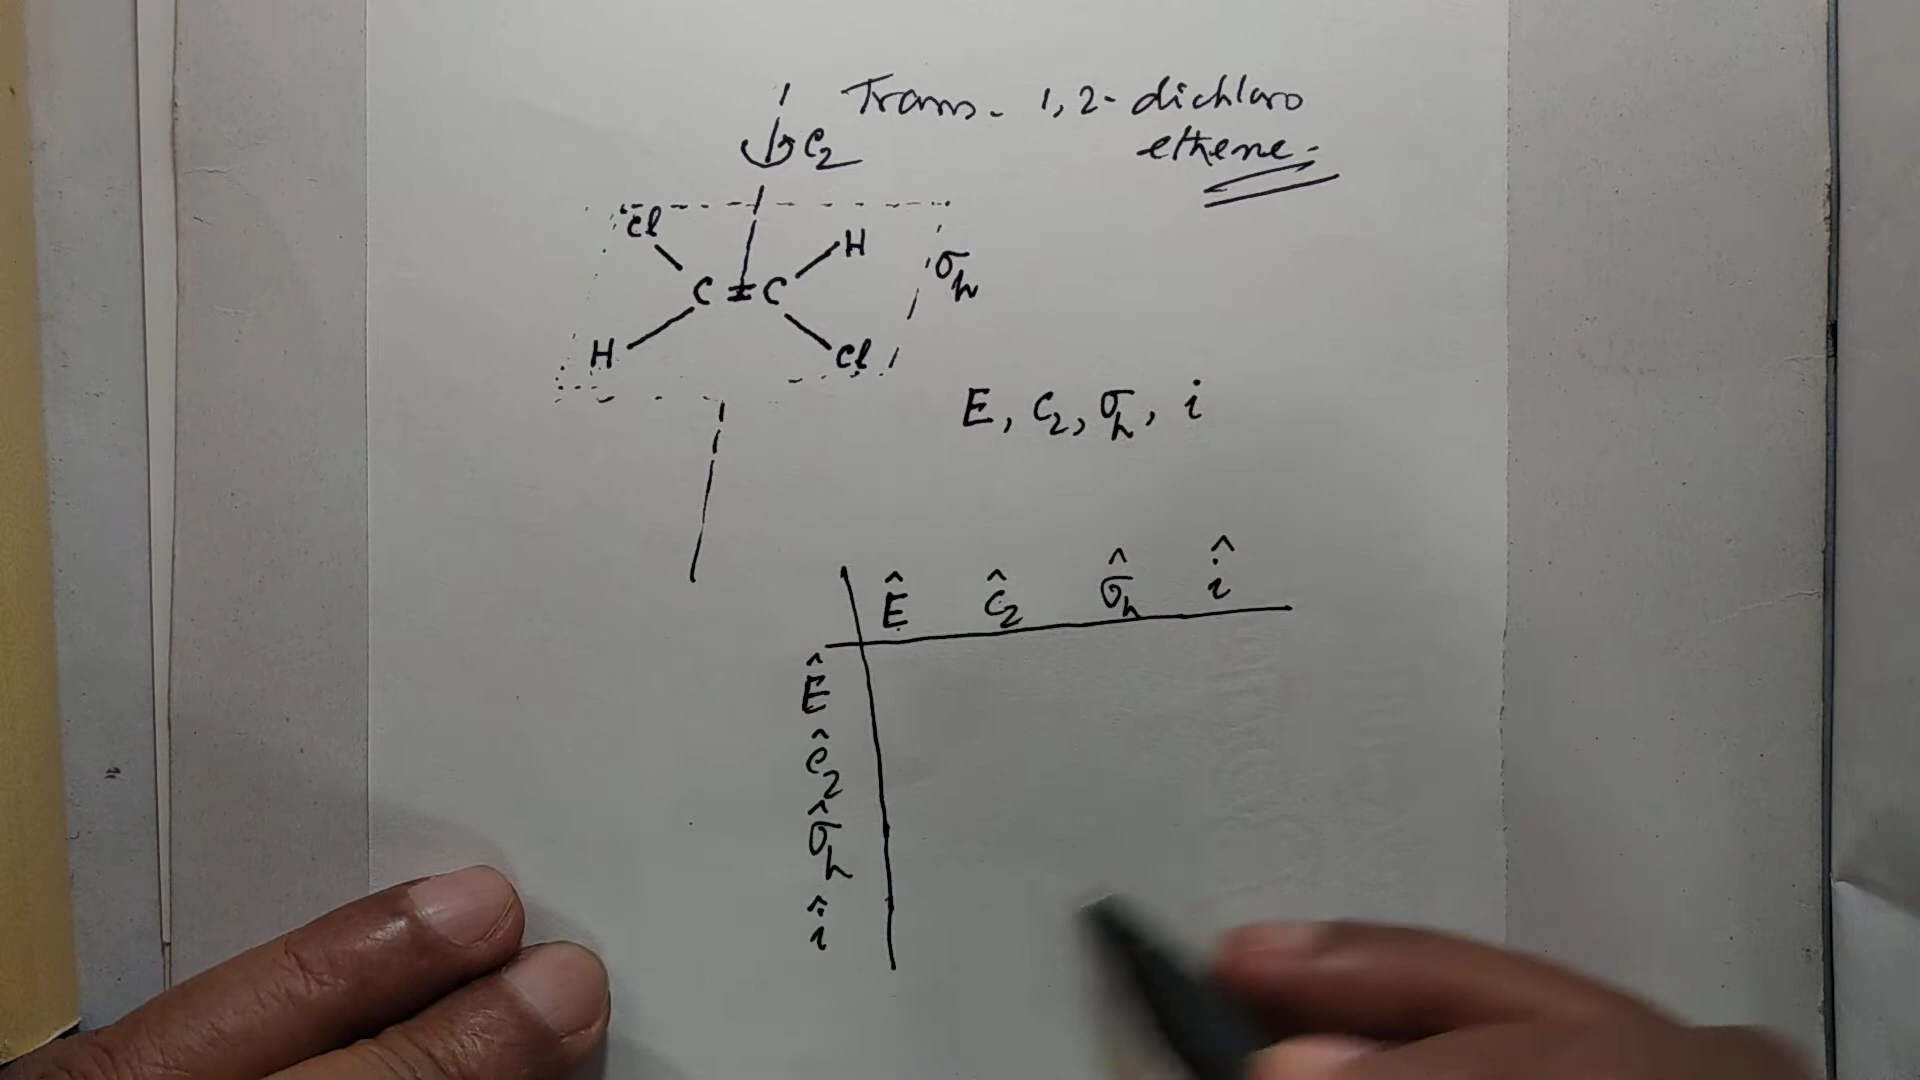 Trans- 1,2-dichloro
ethene-
C₂
Cl H
C = C
σₕ
H Cl
E, C₂, σₕ, i
Ê Ĉ₂ σ̂ₕ î
Ê
Ĉ₂
σ̂ₕ
î